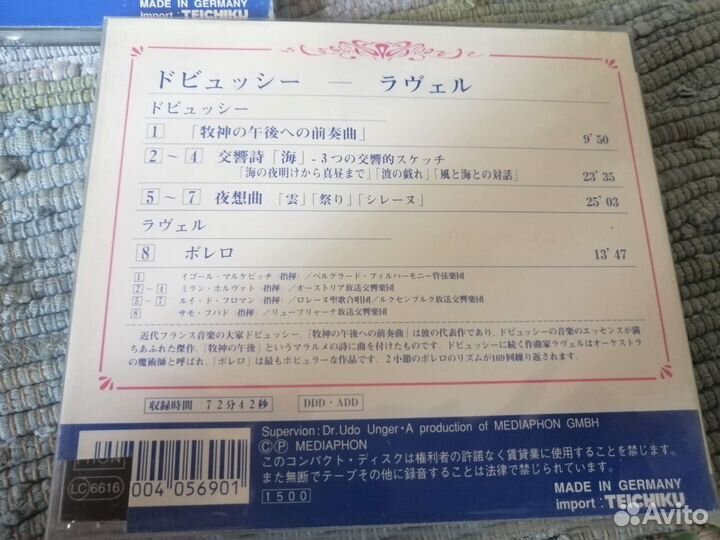 MADE IN GERMANY
import : TEICHIKU
ドビュッシー ― ラヴェル
ドビュッシー
1 「牧神の午後への前奏曲」 9'50
2～4 交響詩「海」-3つの交響的スケッチ
「海の夜明けから真昼まで」「波の戯れ」「風と海との対話」 23'35
5～7 夜想曲 「雲」「祭り」「シレーヌ」 25'03
ラヴェル
8 ボレロ 13'47
1 イゴール・マルケビッチ〈指揮〉／ベルグラード・フィルハーモニー管弦楽団
2～4 ミラン・ホルヴァト〈指揮〉／オーストリア放送交響楽団
5～7 ルイ・ド・フロマン〈指揮〉／ロレーヌ聖歌合唱団／ルクセンブルク放送交響楽団
8 サモ・フバド〈指揮〉／リューブリャーナ放送交響楽団
近代フランス音楽の大家ドビュッシー。「牧神の午後への前奏曲」は彼の代表作であり、ドビュッシーの音楽のエッセンスが満
ちあふれた傑作。「牧神の午後」というマラルメの詩に曲を付けたものです。ドビュッシーに続く作曲家ラヴェルはオーケストラ
の魔術師と呼ばれ、「ボレロ」は最もポピュラーな作品です。2小節のボレロのリズムが169回繰り返されます。
収録時間 72分42秒 DDD・ADD
Supervion: Dr. Udo Unger・A production of MEDIAPHON GMBH
©Ⓟ MEDIAPHON
このコンパクト・ディスクは権利者の許諾なく賃貸業に使用することを禁じます。
また無断でテープその他に録音することは法律で禁じられています。
1500
LC 6616
004 056901
MADE IN GERMANY
import : TEICHIKU
Avito